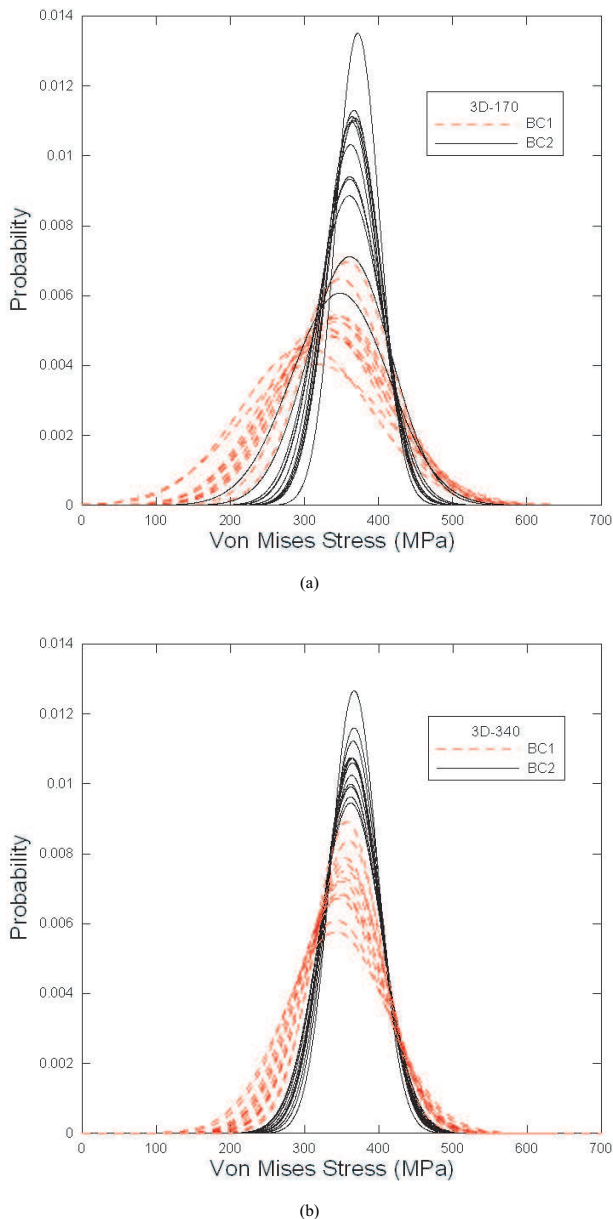 0.014
0.012
0.01
0.008
0.006
0.004
0.002
0
Probability
3D-170
BC1
BC2
0 100 200 300 400 500 600 700
Von Mises Stress (MPa)
(a)
0.014
0.012
0.01
0.008
0.006
0.004
0.002
0
Probability
3D-340
BC1
BC2
0 100 200 300 400 500 600 700
Von Mises Stress (MPa)
(b)